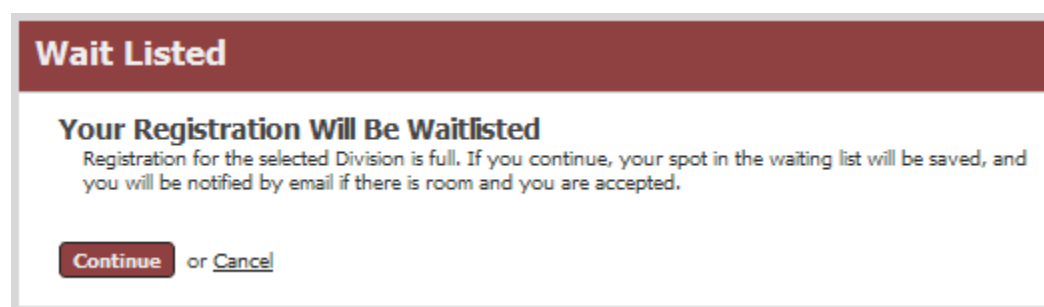 Wait Listed
Your Registration Will Be Waitlisted
Registration for the selected Division is full. If you continue, your spot in the waiting list will be saved, and
you will be notified by email if there is room and you are accepted.
Continue or Cancel